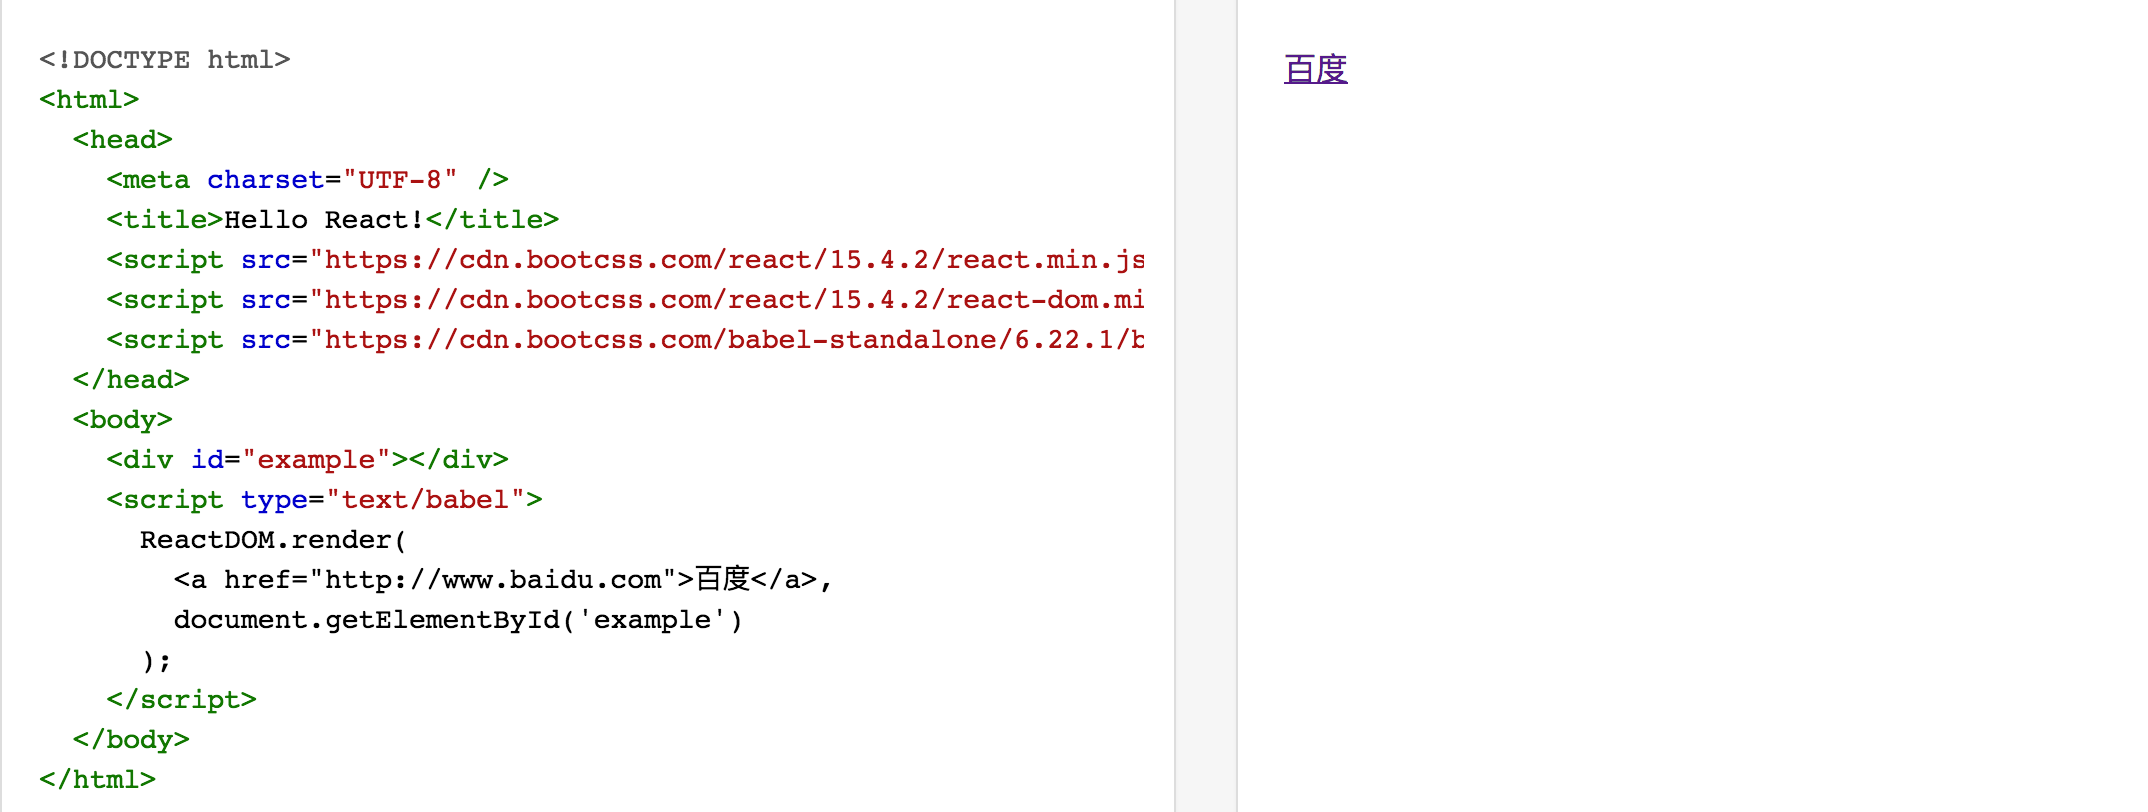 <!DOCTYPE html>
<html>
  <head>
    <meta charset="UTF-8" />
    <title>Hello React!</title>
    <script src="https://cdn.bootcss.com/react/15.4.2/react.min.js
    <script src="https://cdn.bootcss.com/react/15.4.2/react-dom.mi
    <script src="https://cdn.bootcss.com/babel-standalone/6.22.1/b
  </head>
  <body>
    <div id="example"></div>
    <script type="text/babel">
      ReactDOM.render(
        <a href="http://www.baidu.com">百度</a>,
        document.getElementById('example')
      );
    </script>
  </body>
</html>
百度